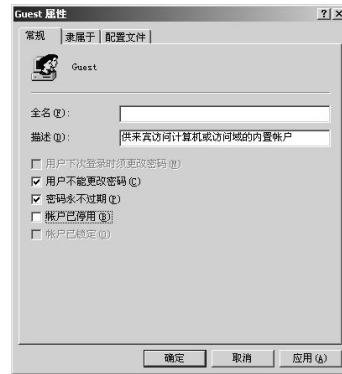 Guest 属性
常规 隶属于 配置文件
Guest
全名(F):
描述(D): 供来宾访问计算机或访问域的内置帐户
用户下次登录时须更改密码(M)
用户不能更改密码(C)
密码永不过期(P)
帐户已停用(B)
帐户已锁定(O)
确定 取消 应用(A)